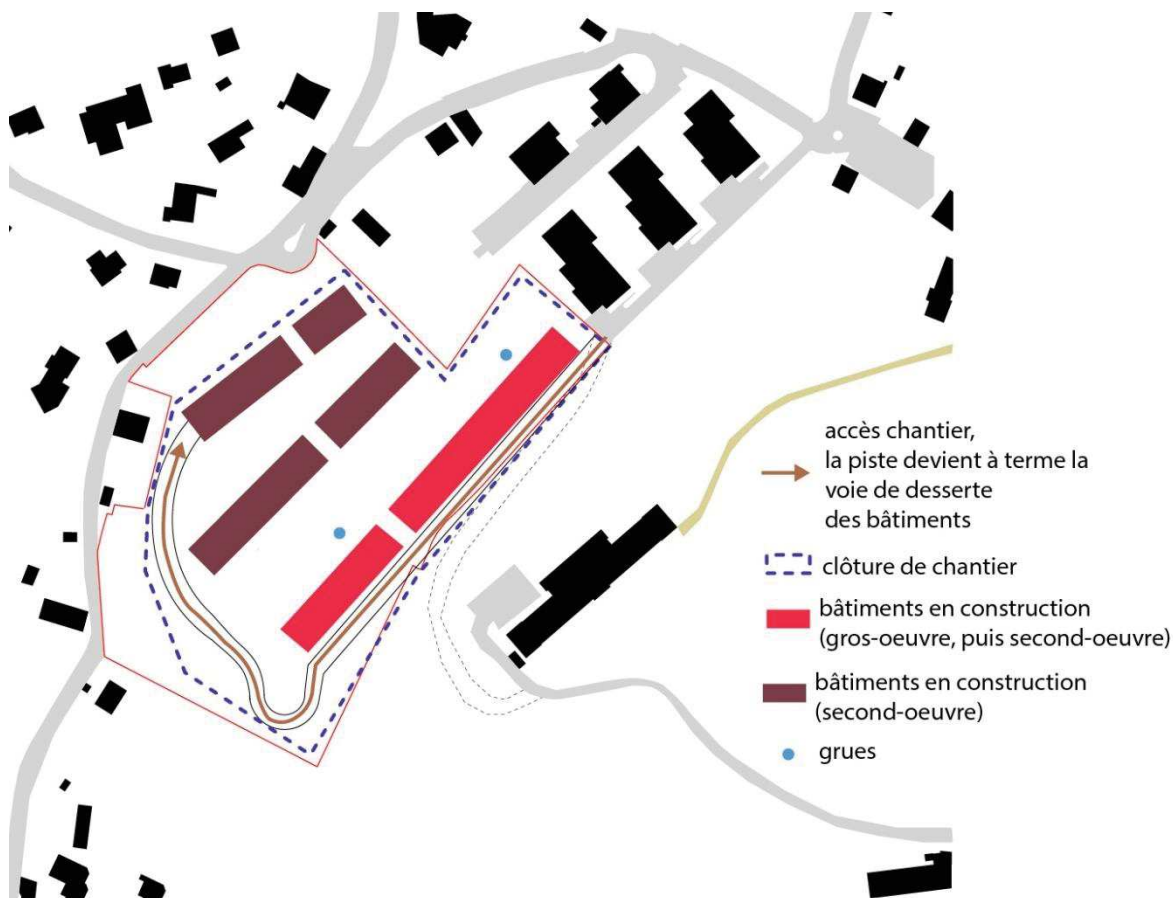 accès chantier,
la piste devient à terme la
voie de desserte
des bâtiments
clôture de chantier
bâtiments en construction
(gros-oeuvre, puis second-oeuvre)
bâtiments en construction
(second-oeuvre)
grues